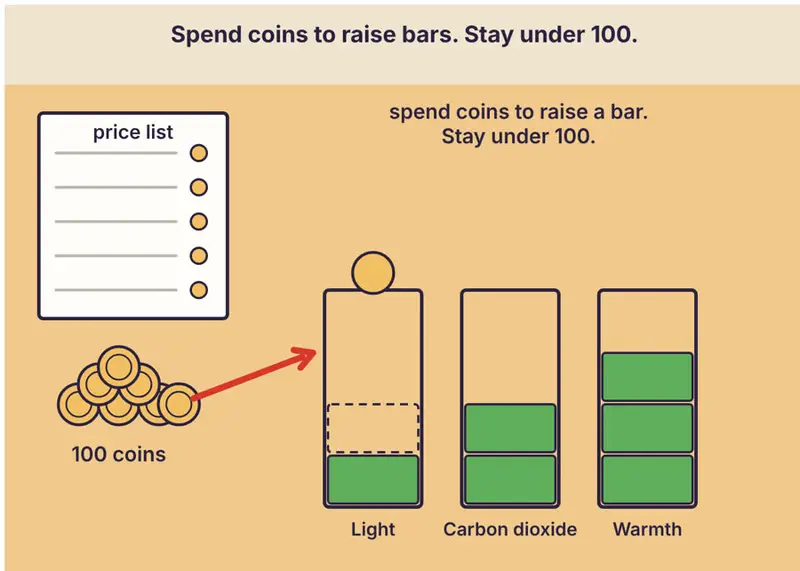 Spend coins to raise bars. Stay under 100.
price list
spend coins to raise a bar.
Stay under 100.
100 coins
Light
Carbon dioxide
Warmth